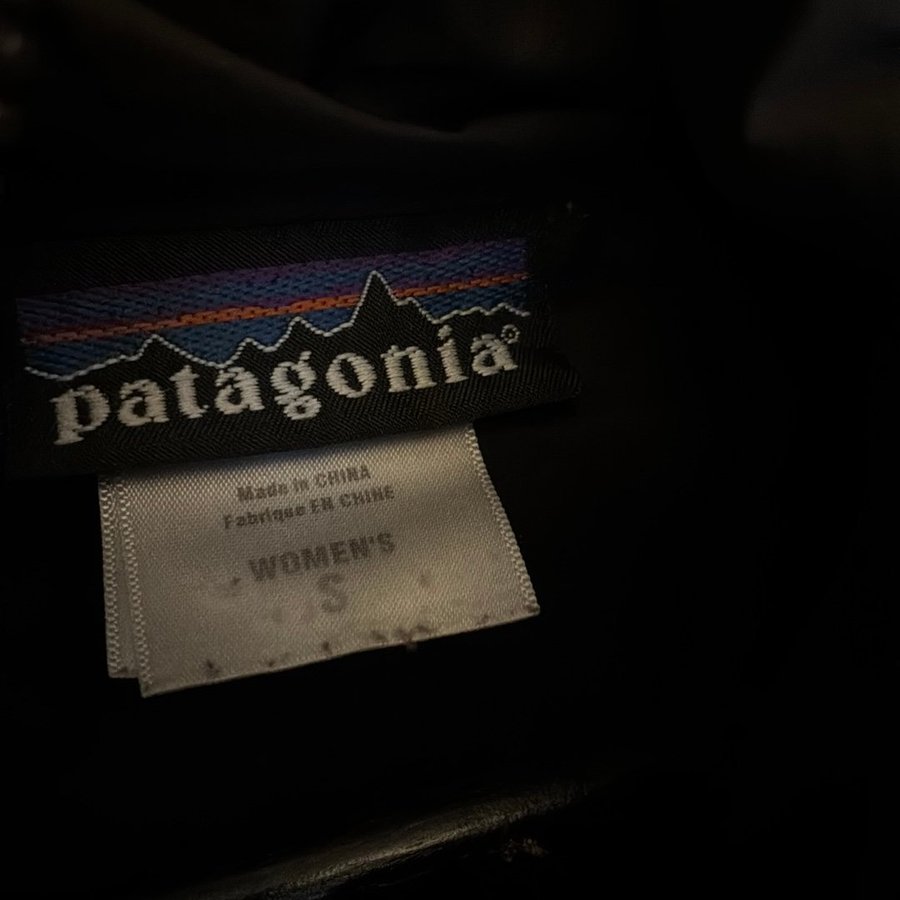 patagonia®
Made in CHINA
Fabriqué EN CHINE
WOMEN'S
S